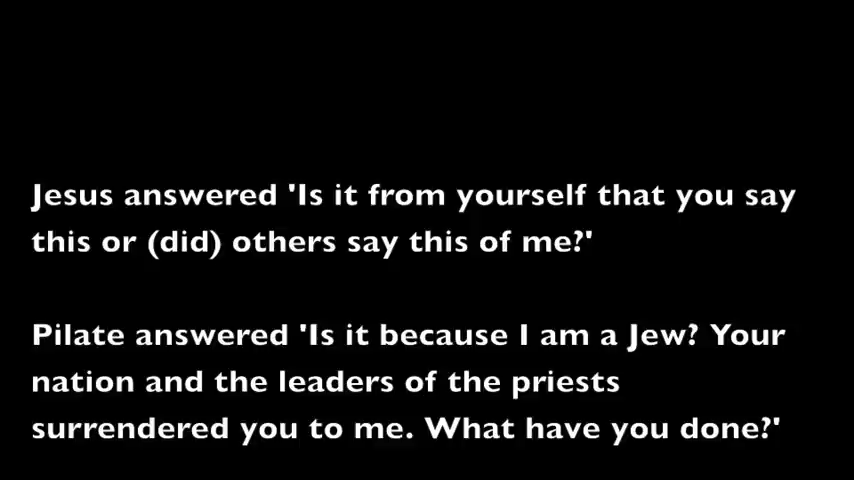 Jesus answered 'Is it from yourself that you say
this or (did) others say this of me?'
Pilate answered 'Is it because I am a Jew? Your
nation and the leaders of the priests
surrendered you to me. What have you done?'